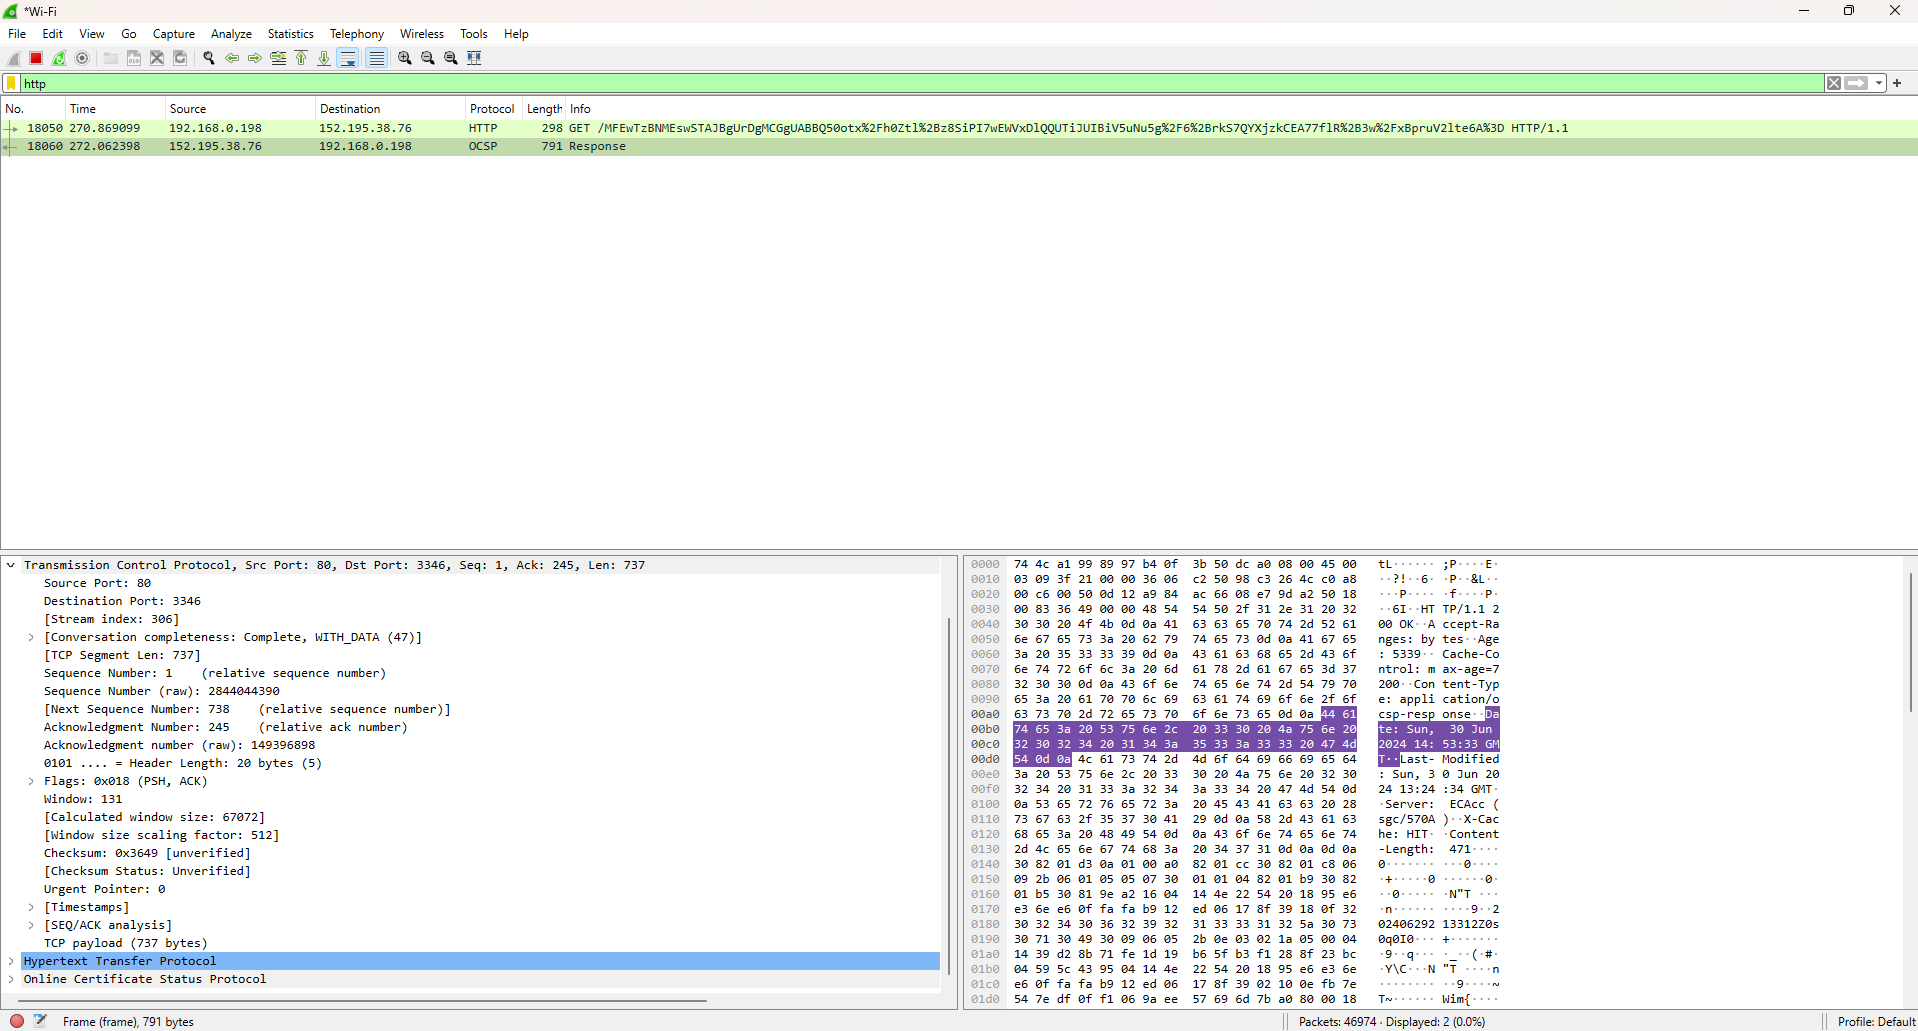 *Wi-Fi
File Edit View Go Capture Analyze Statistics Telephony Wireless Tools Help
http
No. Time Source Destination Protocol Length Info
18050 270.869099 192.168.0.198 152.195.38.76 HTTP 298 GET /MFEwTzBNMEswSTAJBgUrDgMCGgUABBQ50otx%2Fh0Ztl%2Bz8SiPI7wEWVxDlQQUTiJUIBiV5uNu5g%2F6%2BrkS7QYXjzkCEA77flR%2B3w%2FxBpruV2lte6A%3D HTTP/1.1
18060 272.062398 152.195.38.76 192.168.0.198 OCSP 791 Response
Transmission Control Protocol, Src Port: 80, Dst Port: 3346, Seq: 1, Ack: 245, Len: 737
Source Port: 80
Destination Port: 3346
[Stream index: 306]
[Conversation completeness: Complete, WITH_DATA (47)]
[TCP Segment Len: 737]
Sequence Number: 1 (relative sequence number)
Sequence Number (raw): 2844044390
[Next Sequence Number: 738 (relative sequence number)]
Acknowledgment Number: 245 (relative ack number)
Acknowledgment number (raw): 149396898
0101 .... = Header Length: 20 bytes (5)
Flags: 0x018 (PSH, ACK)
Window: 131
[Calculated window size: 67072]
[Window size scaling factor: 512]
Checksum: 0x3649 [unverified]
[Checksum Status: Unverified]
Urgent Pointer: 0
[Timestamps]
[SEQ/ACK analysis]
TCP payload (737 bytes)
Hypertext Transfer Protocol
Online Certificate Status Protocol
0000 74 4c a1 99 89 97 b4 0f 3b 50 dc a0 08 00 45 00 tL······ ;P····E·
0010 03 09 3f 21 00 00 36 06 c2 50 98 c3 26 4c c0 a8 ··?!··6· ·P··&L··
0020 00 c6 00 50 0d 12 a9 84 ac 66 08 e7 9d a2 50 18 ···P···· ·f····P·
0030 00 83 36 49 00 00 48 54 54 50 2f 31 2e 31 20 32 ··6I··HT TP/1.1 2
0040 30 30 20 4f 4b 0d 0a 41 63 63 65 70 74 2d 52 61 00 OK··A ccept-Ra
0050 6e 67 65 73 3a 20 62 79 74 65 73 0d 0a 41 67 65 nges: by tes··Age
0060 3a 20 35 33 33 39 0d 0a 43 61 63 68 65 2d 43 6f : 5339·· Cache-Co
0070 6e 74 72 6f 6c 3a 20 6d 61 78 2d 61 67 65 3d 37 ntrol: m ax-age=7
0080 32 30 30 0d 0a 43 6f 6e 74 65 6e 74 2d 54 79 70 200··Con tent-Typ
0090 65 3a 20 61 70 70 6c 69 63 61 74 69 6f 6e 2f 6f e: appli cation/o
00a0 63 73 70 2d 72 65 73 70 6f 6e 73 65 0d 0a 44 61 csp-resp onse··Da
00b0 74 65 3a 20 53 75 6e 2c 20 33 30 20 4a 75 6e 20 te: Sun, 30 Jun
00c0 32 30 32 34 20 31 34 3a 35 33 3a 33 33 20 47 4d 2024 14: 53:33 GM
00d0 54 0d 0a 4c 61 73 74 2d 4d 6f 64 69 66 69 65 64 T··Last- Modified
00e0 3a 20 53 75 6e 2c 20 33 30 20 4a 75 6e 20 32 30 : Sun, 3 0 Jun 20
00f0 32 34 20 31 33 3a 32 34 3a 33 34 20 47 4d 54 0d 24 13:24 :34 GMT·
0100 0a 53 65 72 76 65 72 3a 20 45 43 41 63 63 20 28 ·Server: ECAcc (
0110 73 67 63 2f 35 37 30 41 29 0d 0a 58 2d 43 61 63 sgc/570A )··X-Cac
0120 68 65 3a 20 48 49 54 0d 0a 43 6f 6e 74 65 6e 74 he: HIT· ·Content
0130 2d 4c 65 6e 67 74 68 3a 20 34 37 31 0d 0a 0d 0a -Length: 471····
0140 30 82 01 d3 0a 01 00 a0 82 01 cc 30 82 01 c8 06 0······· ···0····
0150 09 2b 06 01 05 05 07 30 01 01 04 82 01 b9 30 82 ·+·····0 ······0·
0160 01 b5 30 81 9e a2 16 04 14 4e 22 54 20 18 95 e6 ··0····· ·N"T ···
0170 e3 6e e6 0f fa fa b9 12 ed 06 17 8f 39 18 0f 32 ·n······ ····9··2
0180 30 32 34 30 36 32 39 32 31 33 33 31 32 5a 30 73 02406292 13312Z0s
0190 30 71 30 49 30 09 06 05 2b 0e 03 02 1a 05 00 04 0q0I0··· +·······
01a0 14 39 d2 8b 71 fe 1d 19 b6 5f b3 f1 28 8f 23 bc ·9··q··· ·_··(·#·
01b0 04 59 5c 43 95 04 14 4e 22 54 20 18 95 e6 e3 6e ·Y\C···N "T ····n
01c0 e6 0f fa fa b9 12 ed 06 17 8f 39 02 10 0e fb 7e ········ ··9····~
01d0 54 7e df 0f f1 06 9a ee 57 69 6d 7b a0 80 00 18 T~······ Wim{····
Frame (frame), 791 bytes
Packets: 46974 · Displayed: 2 (0.0%)
Profile: Default